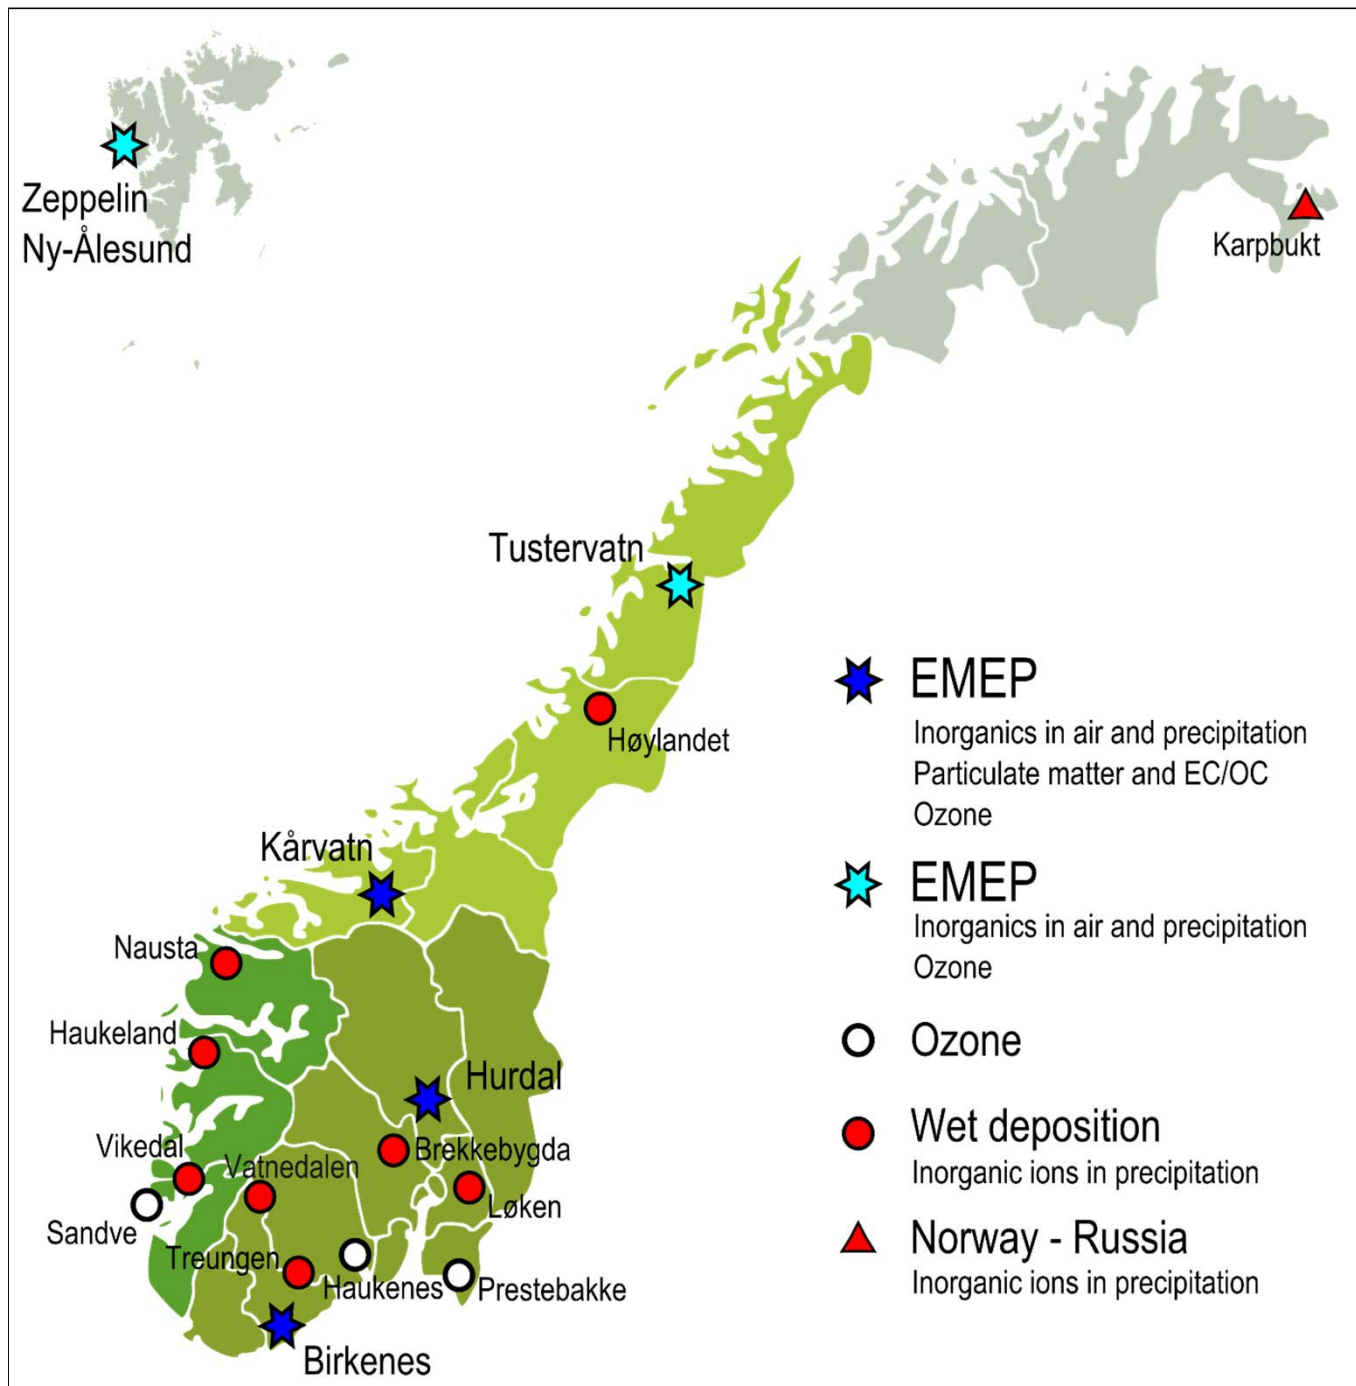 Zeppelin
Ny-Ålesund
Karpbukt
Tustervatn
Høylandet
Kårvatn
Nausta
Haukeland
Hurdal
Vikedal
Vatnedalen
Brekkebygda
Løken
Sandve
Treungen
Haukenes
Prestebakke
Birkenes
EMEP
Inorganics in air and precipitation
Particulate matter and EC/OC
Ozone
EMEP
Inorganics in air and precipitation
Ozone
Ozone
Wet deposition
Inorganic ions in precipitation
Norway - Russia
Inorganic ions in precipitation